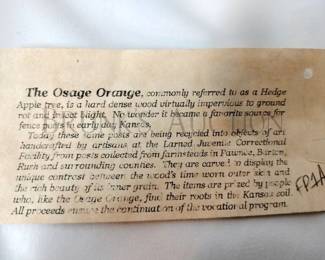 The Osage Orange, commonly referred to as a Hedge
Apple tree, is a hard dense wood virtually impervious to ground
rot and insect blight. No wonder it became a favorite source for
fence posts in early day Kansas.
Today these same posts are being recycled into objects of art
handcrafted by artisans at the Larned Juvenile Correctional
Facility from posts collected from farmsteads in Pawnee, Barton,
Rush and surrounding counties. They are carved to display the
unique contrast between the wood's time worn outer skin and
the rich beauty of its inner grain. The items are prized by people
who, like the Osage Orange, find their roots in the Kansas soil.
All proceeds ensure the continuation of the vocational program.
FP1A